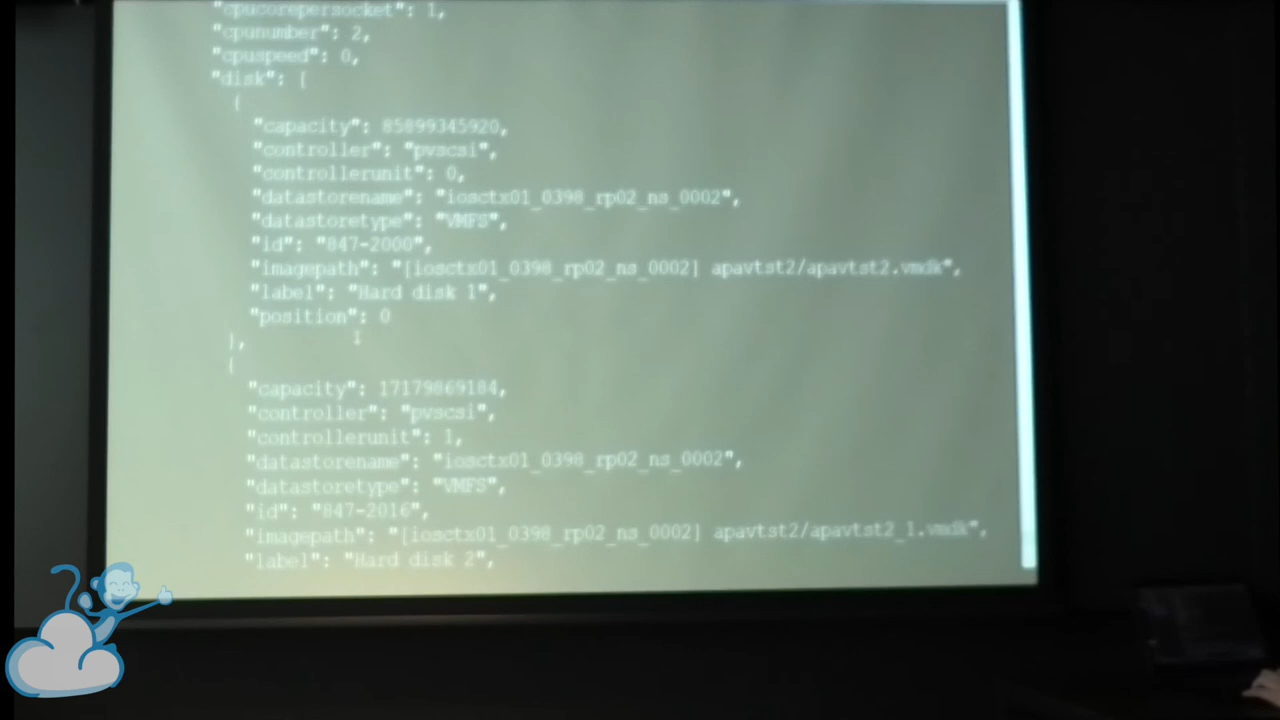 "cpucorepersocket": 1,
"cpunumber": 2,
"cpuspeed": 0,
"disk": [
{
"capacity": 85899345920,
"controller": "pvscsi",
"controllerunit": 0,
"datastorename": "iosctx01_0398_rp02_ns_0002",
"datastoretype": "VMFS",
"id": "847-2000",
"imagepath": "[iosctx01_0398_rp02_ns_0002] apavtst2/apavtst2.vmdk",
"label": "Hard disk 1",
"position": 0
},
{
"capacity": 17179869184,
"controller": "pvscsi",
"controllerunit": 1,
"datastorename": "iosctx01_0398_rp02_ns_0002",
"datastoretype": "VMFS",
"id": "847-2016",
"imagepath": "[iosctx01_0398_rp02_ns_0002] apavtst2/apavtst2_1.vmdk",
"label": "Hard disk 2",